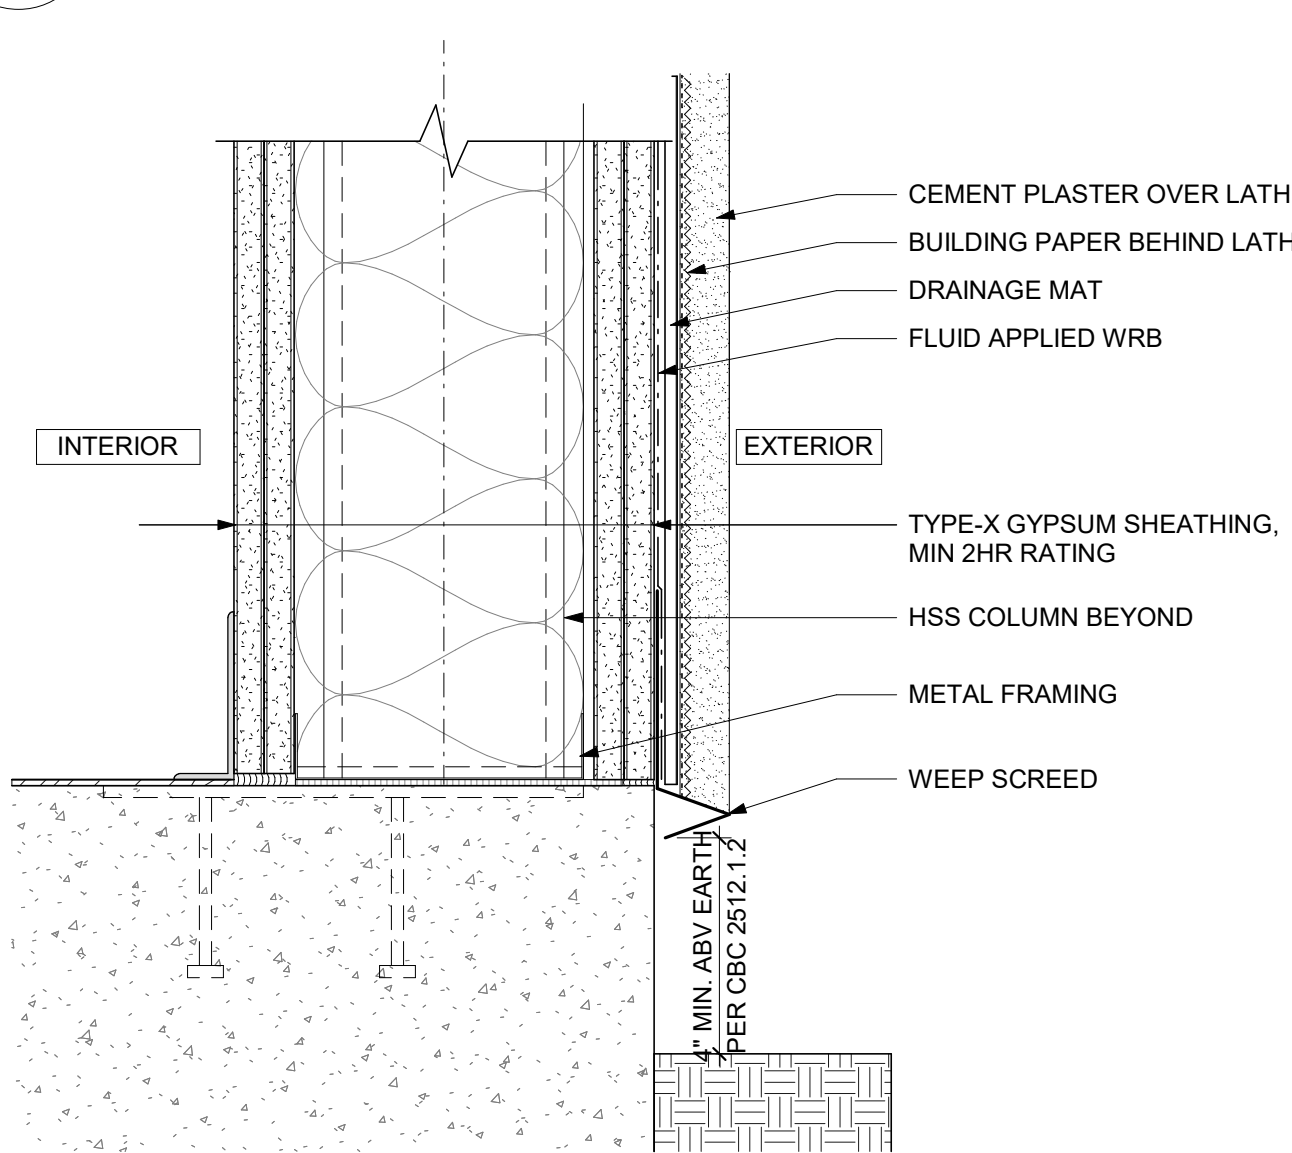 CEMENT PLASTER OVER LATH
BUILDING PAPER BEHIND LATH
DRAINAGE MAT
FLUID APPLIED WRB
INTERIOR
EXTERIOR
TYPE-X GYPSUM SHEATHING,
MIN 2HR RATING
HSS COLUMN BEYOND
METAL FRAMING
WEEP SCREED
4" MIN. ABV EARTH
PER CBC 2512.1.2